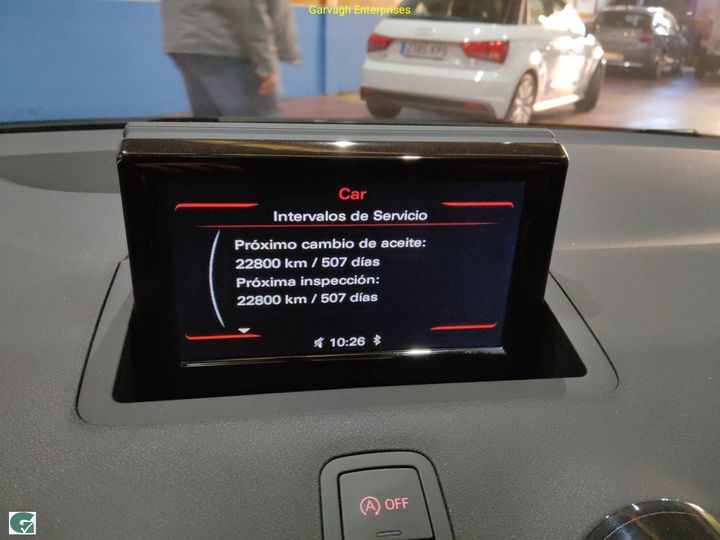 Garvagh Enterprises
Car
Intervalos de Servicio
Próximo cambio de aceite:
22800 km / 507 días
Próxima inspección:
22800 km / 507 días
10:26
A OFF